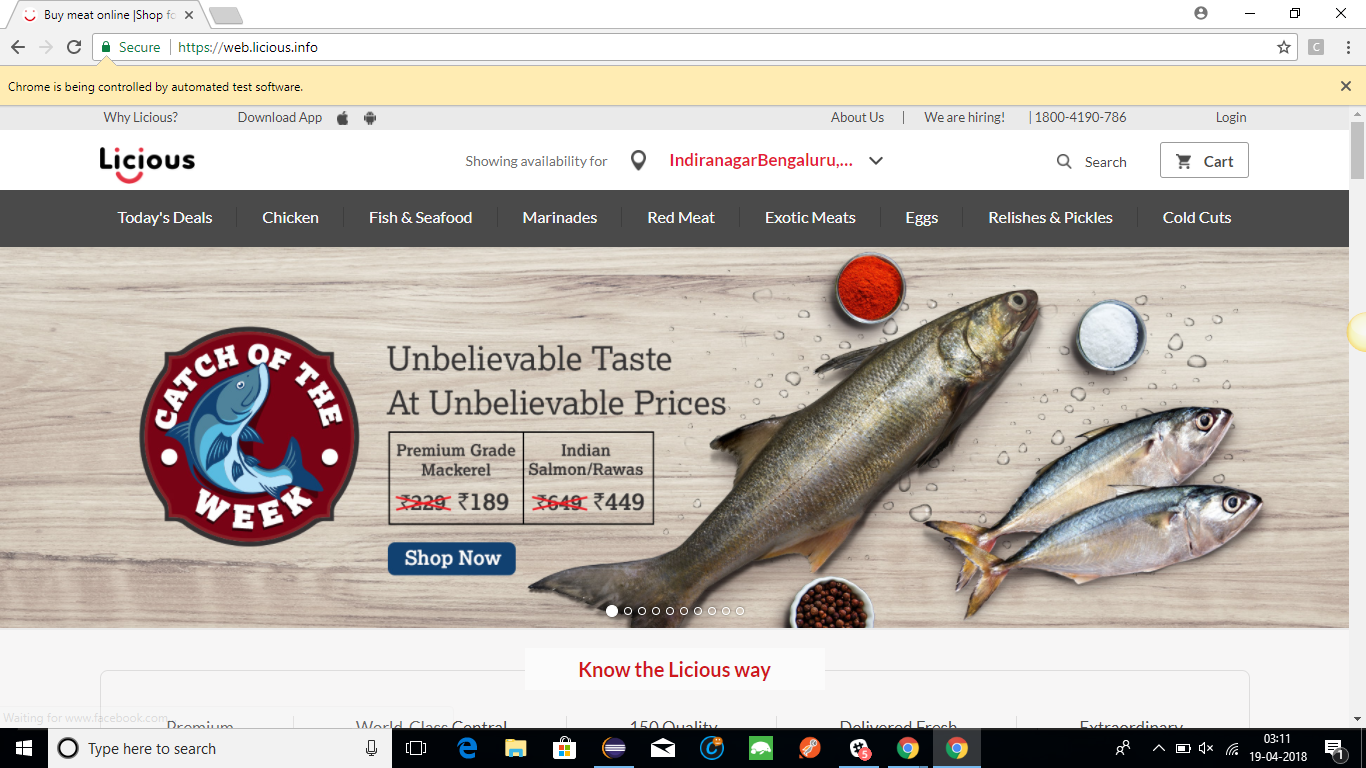 Buy meat online |Shop fo
Secure
https://web.licious.info
C
Chrome is being controlled by automated test software.
Why Licious?
Download App
About Us
|
We are hiring!
| 1800-4190-786
Login
Licious
Showing availability for
IndiranagarBengaluru,...
Search
Cart
Today's Deals
Chicken
Fish & Seafood
Marinades
Red Meat
Exotic Meats
Eggs
Relishes & Pickles
Cold Cuts
CATCH OF THE
WEEK
Unbelievable Taste
At Unbelievable Prices
Premium Grade
Mackerel
₹229 ₹189
Indian
Salmon/Rawas
₹649 ₹449
Shop Now
Know the Licious way
Premium
World-Class Central
150 Quality
Delivered Fresh
Extraordinary
Waiting for www.facebook.com...
Type here to search
03:11
19-04-2018
1